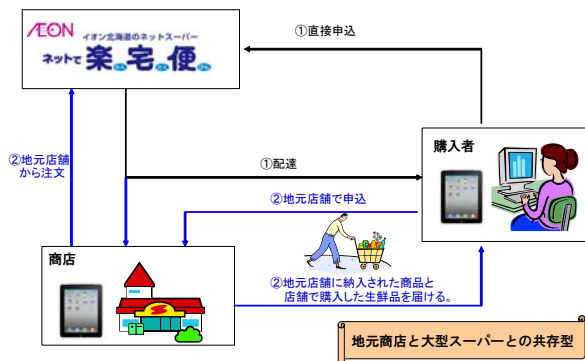 ÆON イオン北海道のネットスーパー
ネットで楽宅便
①直接申込
購入者
②地元店舗
から注文
①配達
②地元店舗で申込
商店
②地元店舗に納入された商品と
店舗で購入した生鮮品を届ける。
地元商店と大型スーパーとの共存型